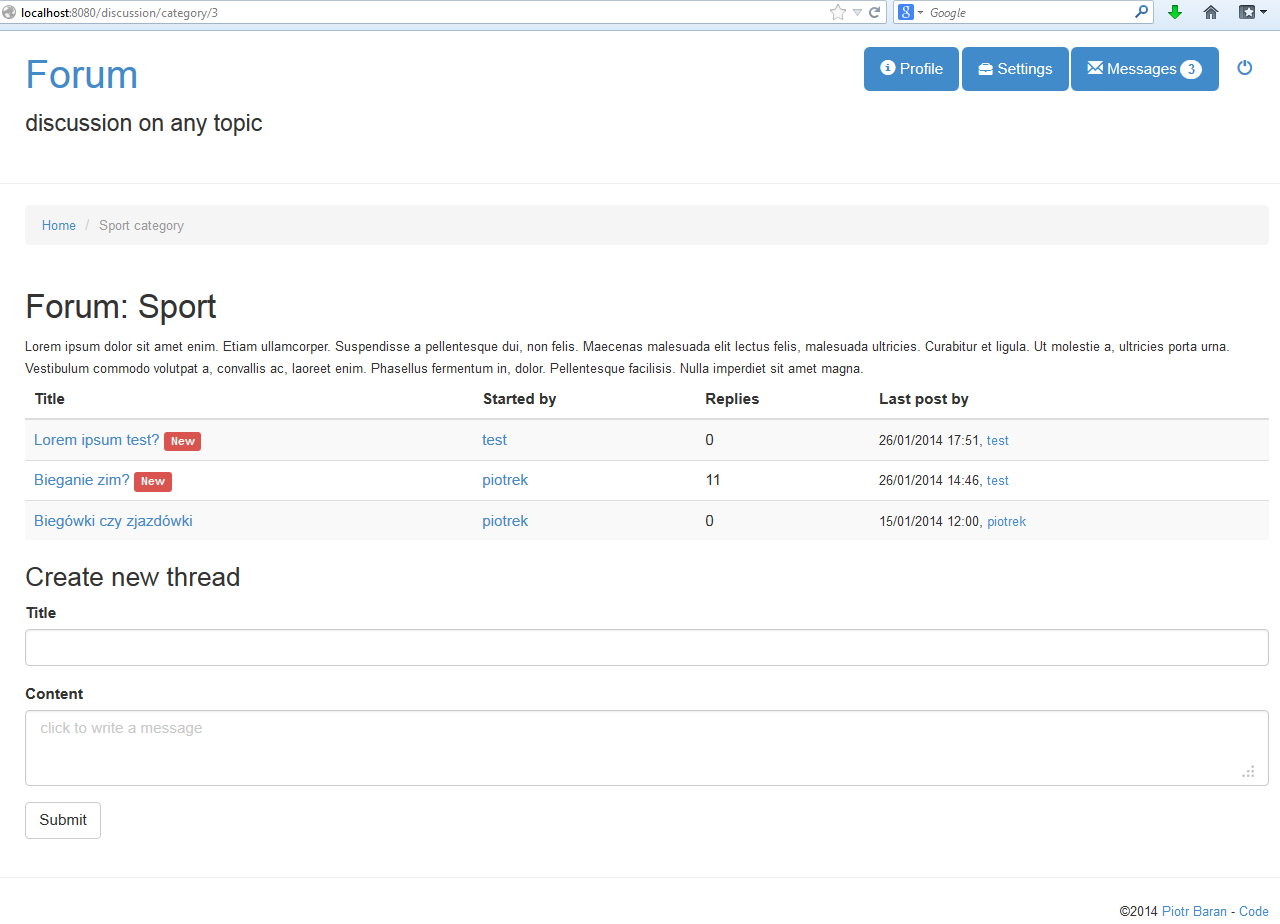 localhost:8080/discussion/category/3
8
Google
Forum
Profile
Settings
Messages 3
discussion on any topic
Home / Sport category
Forum: Sport
Lorem ipsum dolor sit amet enim. Etiam ullamcorper. Suspendisse a pellentesque dui, non felis. Maecenas malesuada elit lectus felis, malesuada ultricies. Curabitur et ligula. Ut molestie a, ultricies porta urna.
Vestibulum commodo volutpat a, convallis ac, laoreet enim. Phasellus fermentum in, dolor. Pellentesque facilisis. Nulla imperdiet sit amet magna.
Title Started by Replies Last post by
Lorem ipsum test? New test 0 26/01/2014 17:51, test
Bieganie zim? New piotrek 11 26/01/2014 14:46, test
Biegówki czy zjazdówki piotrek 0 15/01/2014 12:00, piotrek
Create new thread
Title
Content
click to write a message
Submit
©2014 Piotr Baran - Code